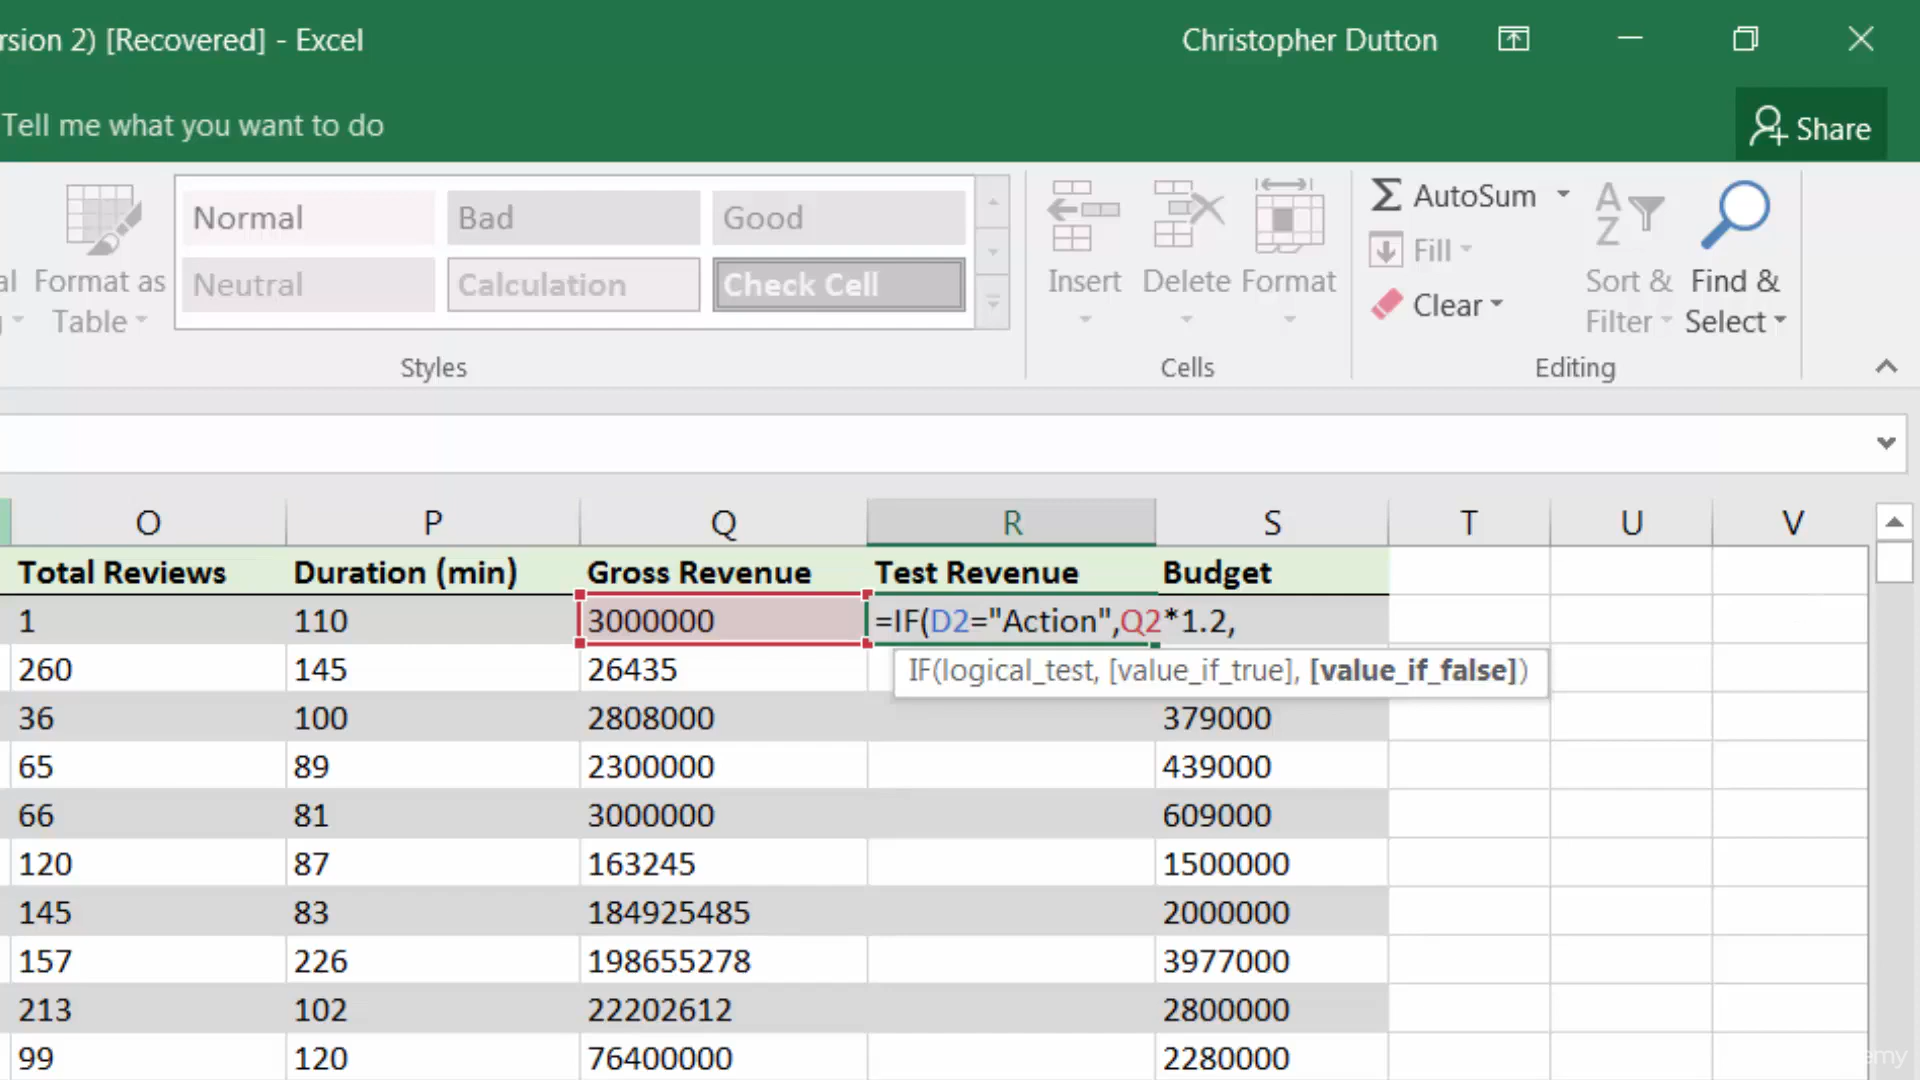 rsion 2) [Recovered] - Excel
Christopher Dutton
Tell me what you want to do
Share
Normal Bad Good
Neutral Calculation Check Cell
Format as
Table
Insert Delete Format
AutoSum
Fill
Clear
Sort &
Filter
Find &
Select
Styles Cells Editing
O P Q R S T U V
Total Reviews Duration (min) Gross Revenue Test Revenue Budget
1 110 3000000 =IF(D2="Action",Q2*1.2,
260 145 26435 IF(logical_test, [value_if_true], [value_if_false])
36 100 2808000 379000
65 89 2300000 439000
66 81 3000000 609000
120 87 163245 1500000
145 83 184925485 2000000
157 226 198655278 3977000
213 102 22202612 2800000
99 120 76400000 2280000